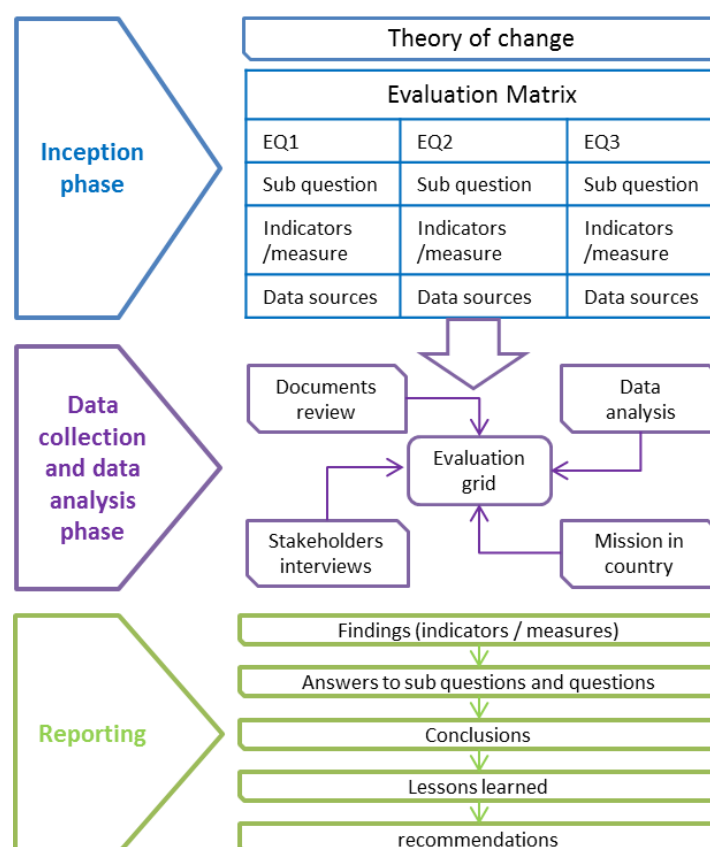 Inception
phase
Theory of change
Evaluation Matrix
EQ1 EQ2 EQ3
Sub question Sub question Sub question
Indicators Indicators Indicators
/measure /measure /measure
Data sources Data sources Data sources
Data
collection
and data
analysis
phase
Documents
review
Data
analysis
Evaluation
grid
Stakeholders
interviews
Mission in
country
Reporting
Findings (indicators / measures)
Answers to sub questions and questions
Conclusions
Lessons learned
recommendations